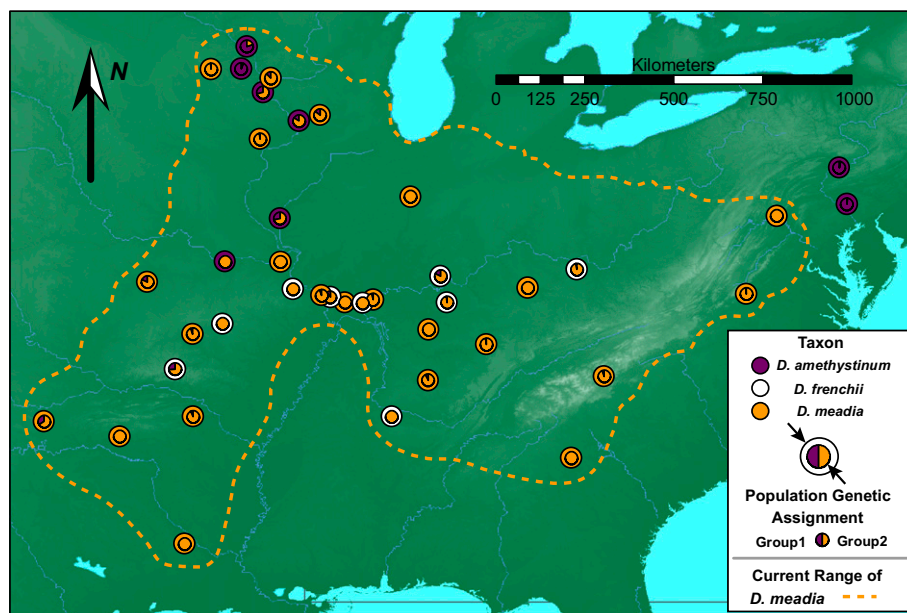 N
Kilometers
0 125 250 500 750 1000
Taxon
D. amethystinum
D. frenchii
D. meadia
Population Genetic
Assignment
Group1 Group2
Current Range of
D. meadia